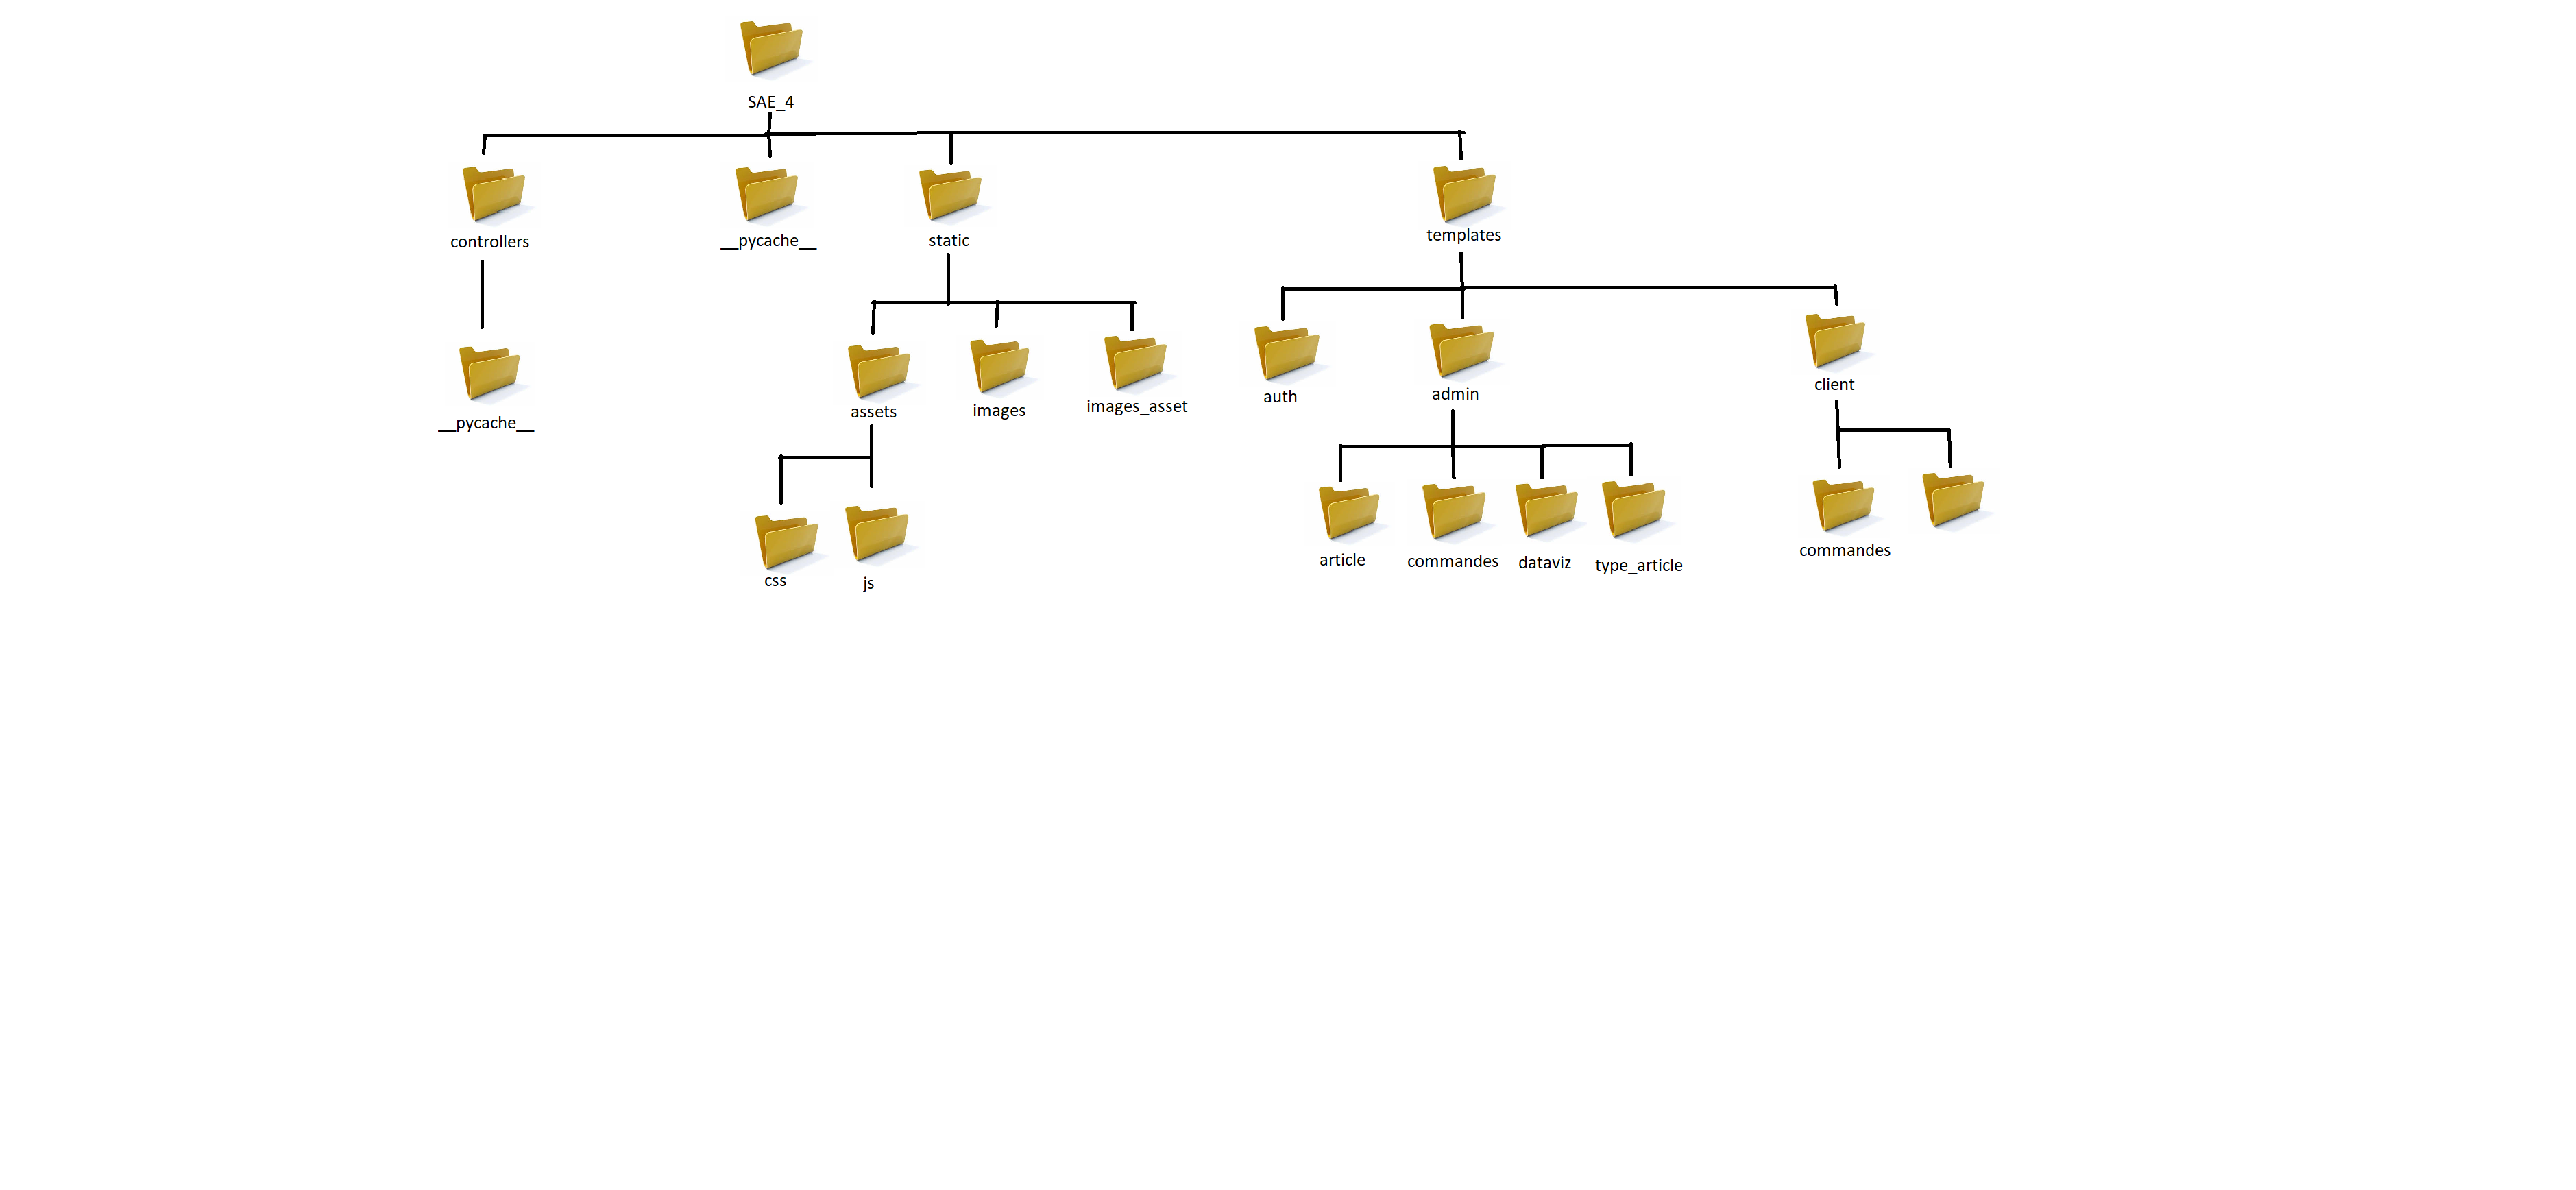 SAE_4
controllers
__pycache__
static
templates
__pycache__
assets
images
images_asset
auth
admin
client
css
js
article
commandes
dataviz
type_article
commandes